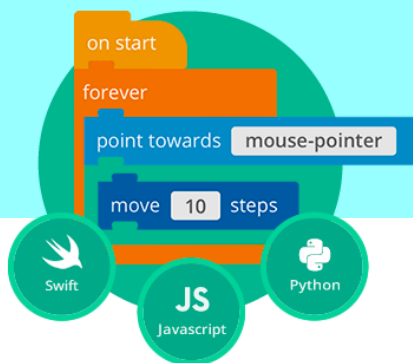 on start
forever
point towards mouse-pointer
move 10 steps
Swift
JS
Javascript
Python